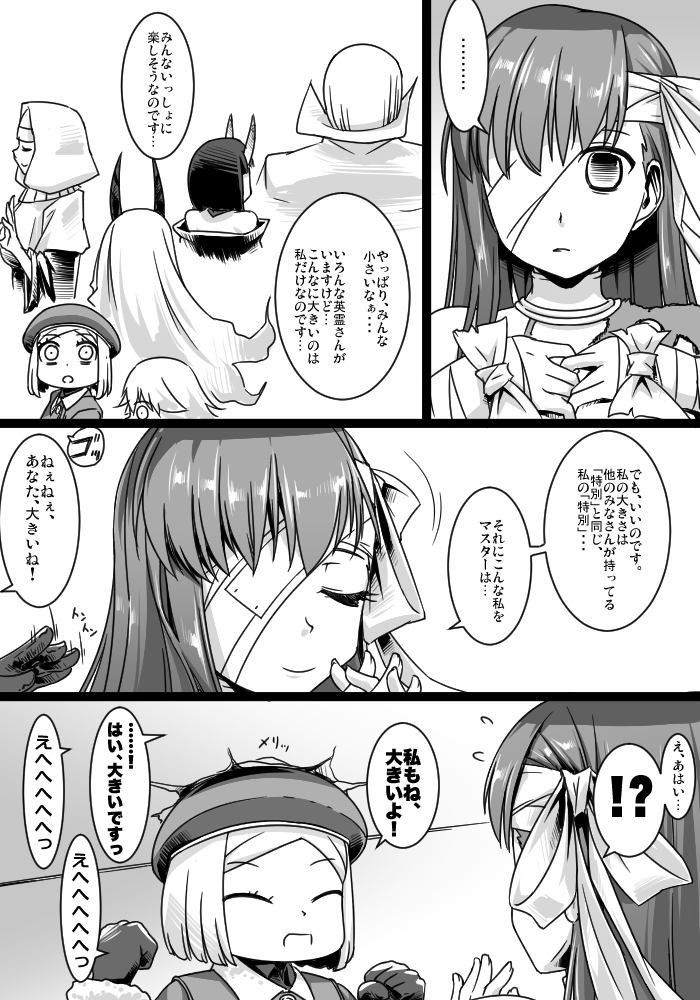 ………
みんないっしょに
楽しそうなのです…
やっぱり、みんな
小さいなぁ・・・
いろんな英霊さんが
いますけど…
こんなに大きいのは
私だけなのです…
でも、いいのです。
私の大きさは
他のみなさんが持ってる
「特別」と同じ、
私の「特別」・・・
それにこんな私を
マスターは…
コソッ
ねぇねぇ、
あなた、大きいね！
トントン
え、あはい…
!?
私もね、
大きいよ！
メリッ
……！
はい、大きいですっ
えへへへへへっ
えへへへへへっ